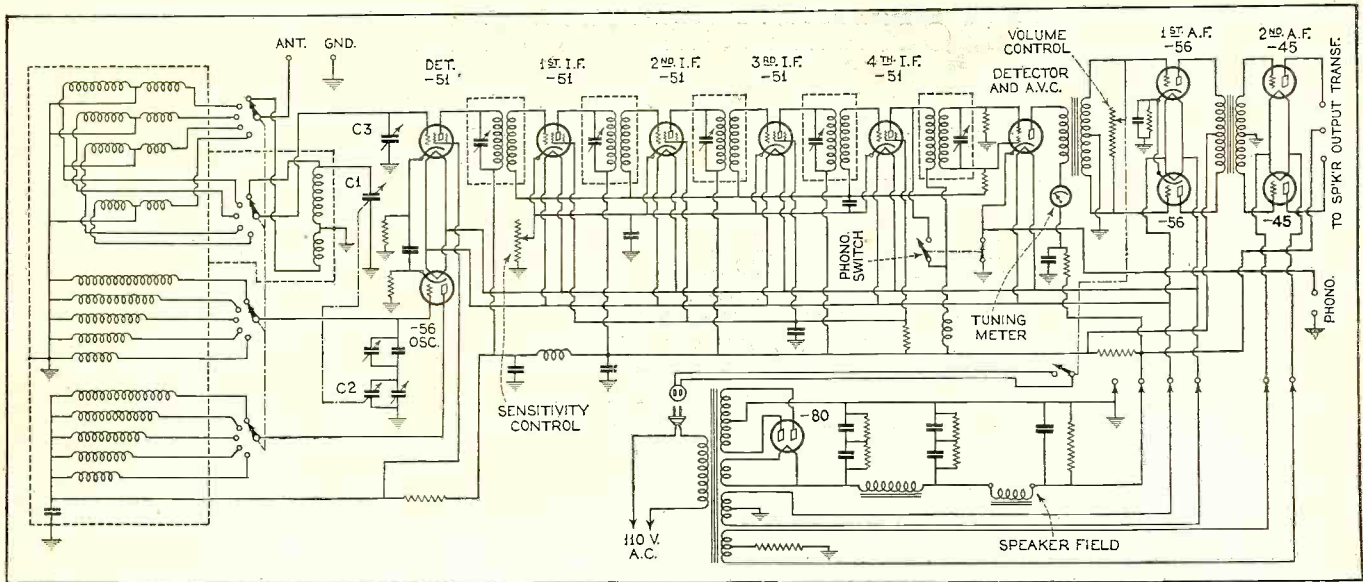 ANT. GND.
DET.
-51
1ST. I.F.
-51
2ND. I.F.
-51
3RD. I.F.
-51
4TH. I.F.
-51
VOLUME
CONTROL
DETECTOR
AND A.V.C.
1ST. A.F.
-56
2ND. A.F.
-45
C3
C1
-56
OSC.
C2
SENSITIVITY
CONTROL
PHONO.
SWITCH
TUNING
METER
-56
-45
TO SP'K'R OUTPUT TRANSF.
PHONO.
-80
110 V.
A.C.
SPEAKER FIELD